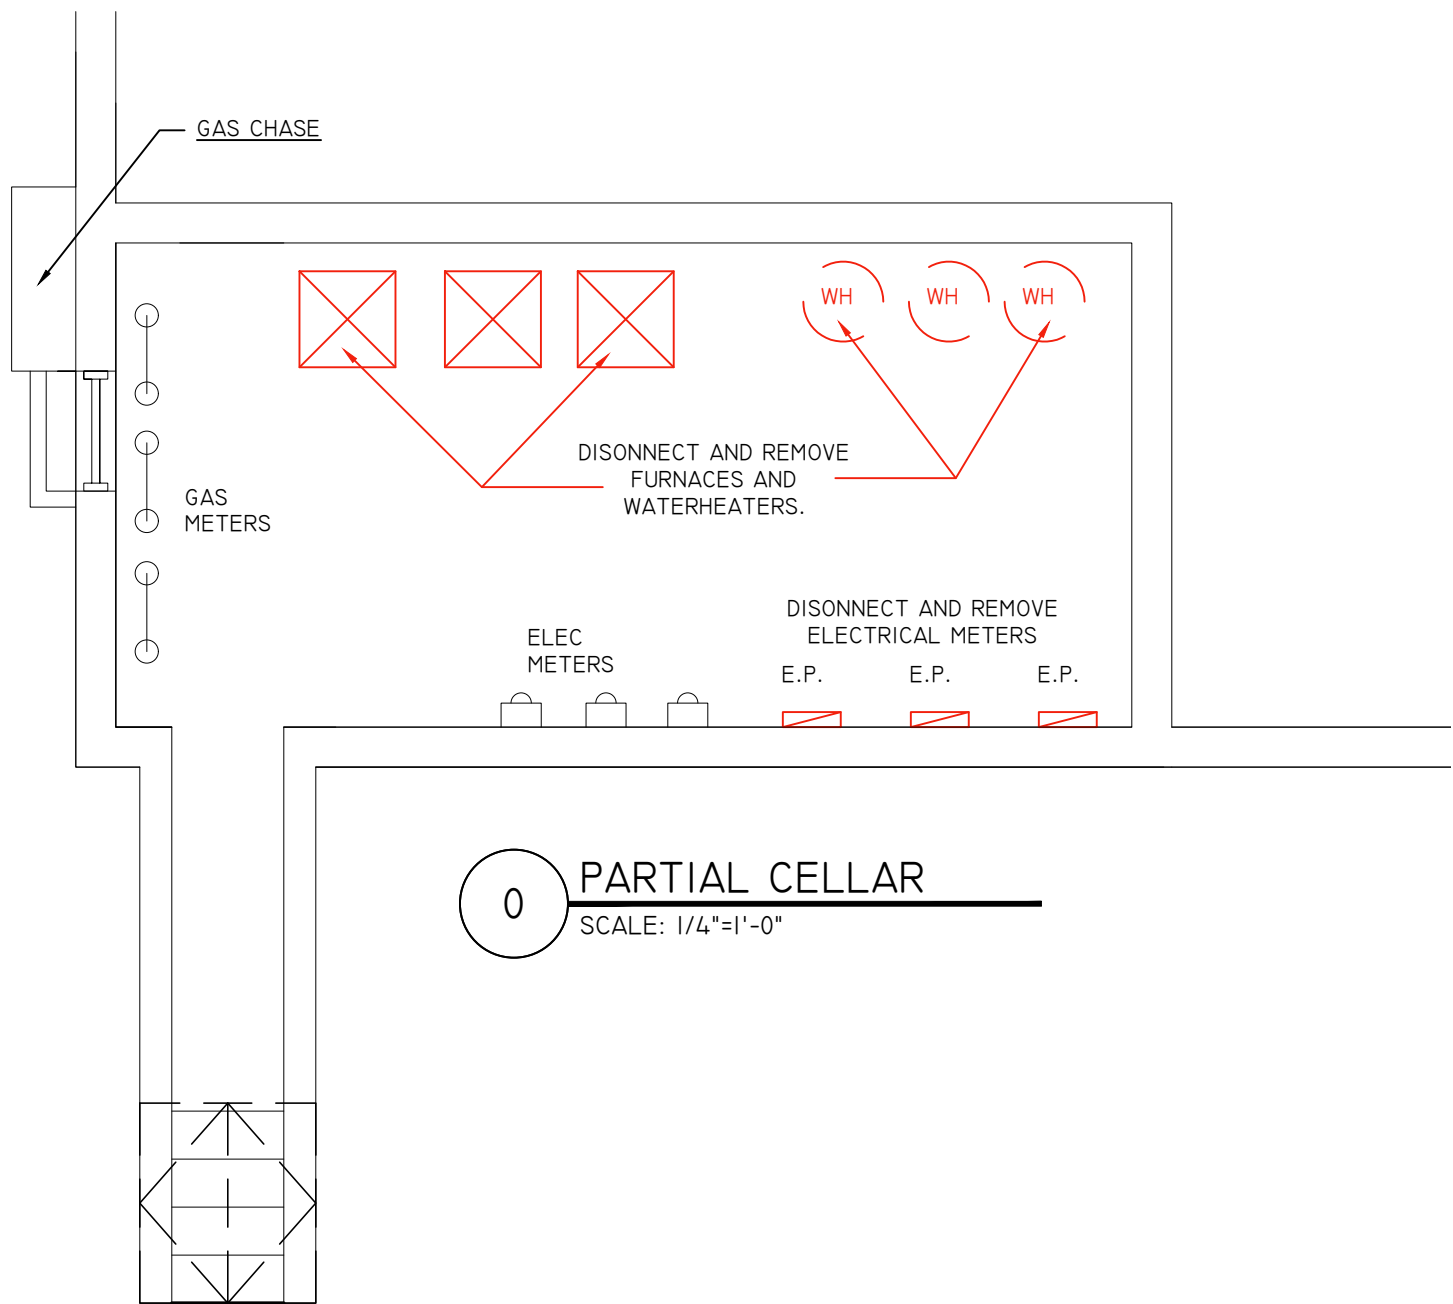 GAS CHASE
WH WH WH
DISONNECT AND REMOVE
FURNACES AND
WATERHEATERS.
GAS
METERS
DISONNECT AND REMOVE
ELECTRICAL METERS
ELEC
METERS
E.P. E.P. E.P.
0
PARTIAL CELLAR
SCALE: 1/4"=1'-0"